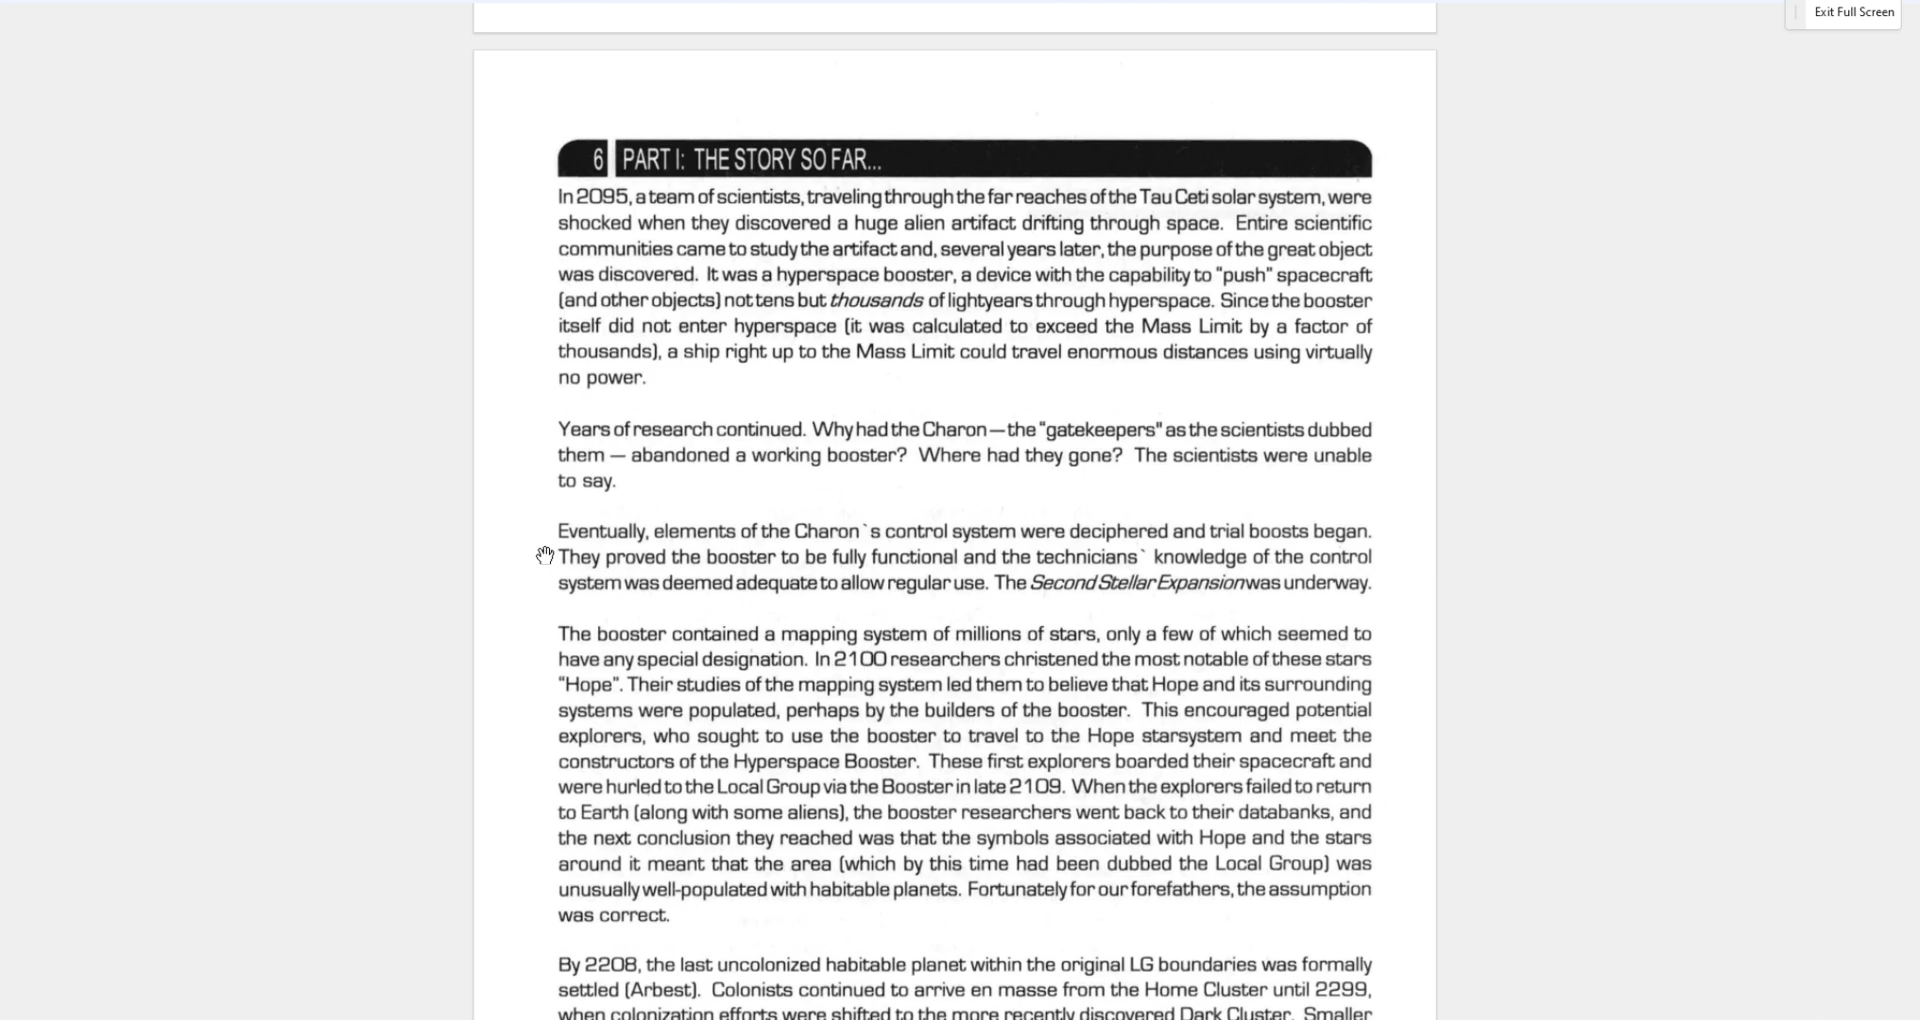 Exit Full Screen
6 PART I: THE STORY SO FAR...
In 2095, a team of scientists, traveling through the far reaches of the Tau Ceti solar system, were
shocked when they discovered a huge alien artifact drifting through space. Entire scientific
communities came to study the artifact and, several years later, the purpose of the great object
was discovered. It was a hyperspace booster, a device with the capability to "push" spacecraft
(and other objects) not tens but thousands of lightyears through hyperspace. Since the booster
itself did not enter hyperspace (it was calculated to exceed the Mass Limit by a factor of
thousands), a ship right up to the Mass Limit could travel enormous distances using virtually
no power.
Years of research continued. Why had the Charon—the "gatekeepers" as the scientists dubbed
them — abandoned a working booster? Where had they gone? The scientists were unable
to say.
Eventually, elements of the Charon`s control system were deciphered and trial boosts began.
They proved the booster to be fully functional and the technicians` knowledge of the control
system was deemed adequate to allow regular use. The Second Stellar Expansion was underway.
The booster contained a mapping system of millions of stars, only a few of which seemed to
have any special designation. In 2100 researchers christened the most notable of these stars
"Hope". Their studies of the mapping system led them to believe that Hope and its surrounding
systems were populated, perhaps by the builders of the booster. This encouraged potential
explorers, who sought to use the booster to travel to the Hope starsystem and meet the
constructors of the Hyperspace Booster. These first explorers boarded their spacecraft and
were hurled to the Local Group via the Booster in late 2109. When the explorers failed to return
to Earth (along with some aliens), the booster researchers went back to their databanks, and
the next conclusion they reached was that the symbols associated with Hope and the stars
around it meant that the area (which by this time had been dubbed the Local Group) was
unusually well-populated with habitable planets. Fortunately for our forefathers, the assumption
was correct.
By 2208, the last uncolonized habitable planet within the original LG boundaries was formally
settled (Arbest). Colonists continued to arrive en masse from the Home Cluster until 2299,
when colonization efforts were shifted to the more recently discovered Dark Cluster. Smaller